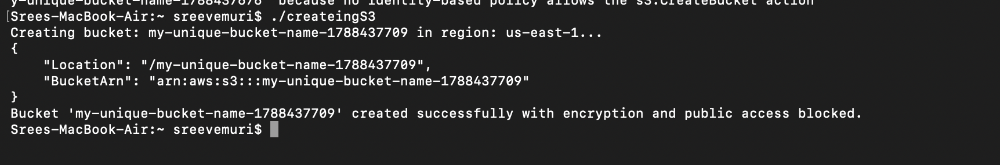 y-unique-bucket-name-1788437676" because no identity-based policy allows the s3:CreateBucket action
[Srees-MacBook-Air:~ sreevemuri$ ./createingS3
Creating bucket: my-unique-bucket-name-1788437709 in region: us-east-1...
{
    "Location": "/my-unique-bucket-name-1788437709",
    "BucketArn": "arn:aws:s3:::my-unique-bucket-name-1788437709"
}
Bucket 'my-unique-bucket-name-1788437709' created successfully with encryption and public access blocked.
Srees-MacBook-Air:~ sreevemuri$